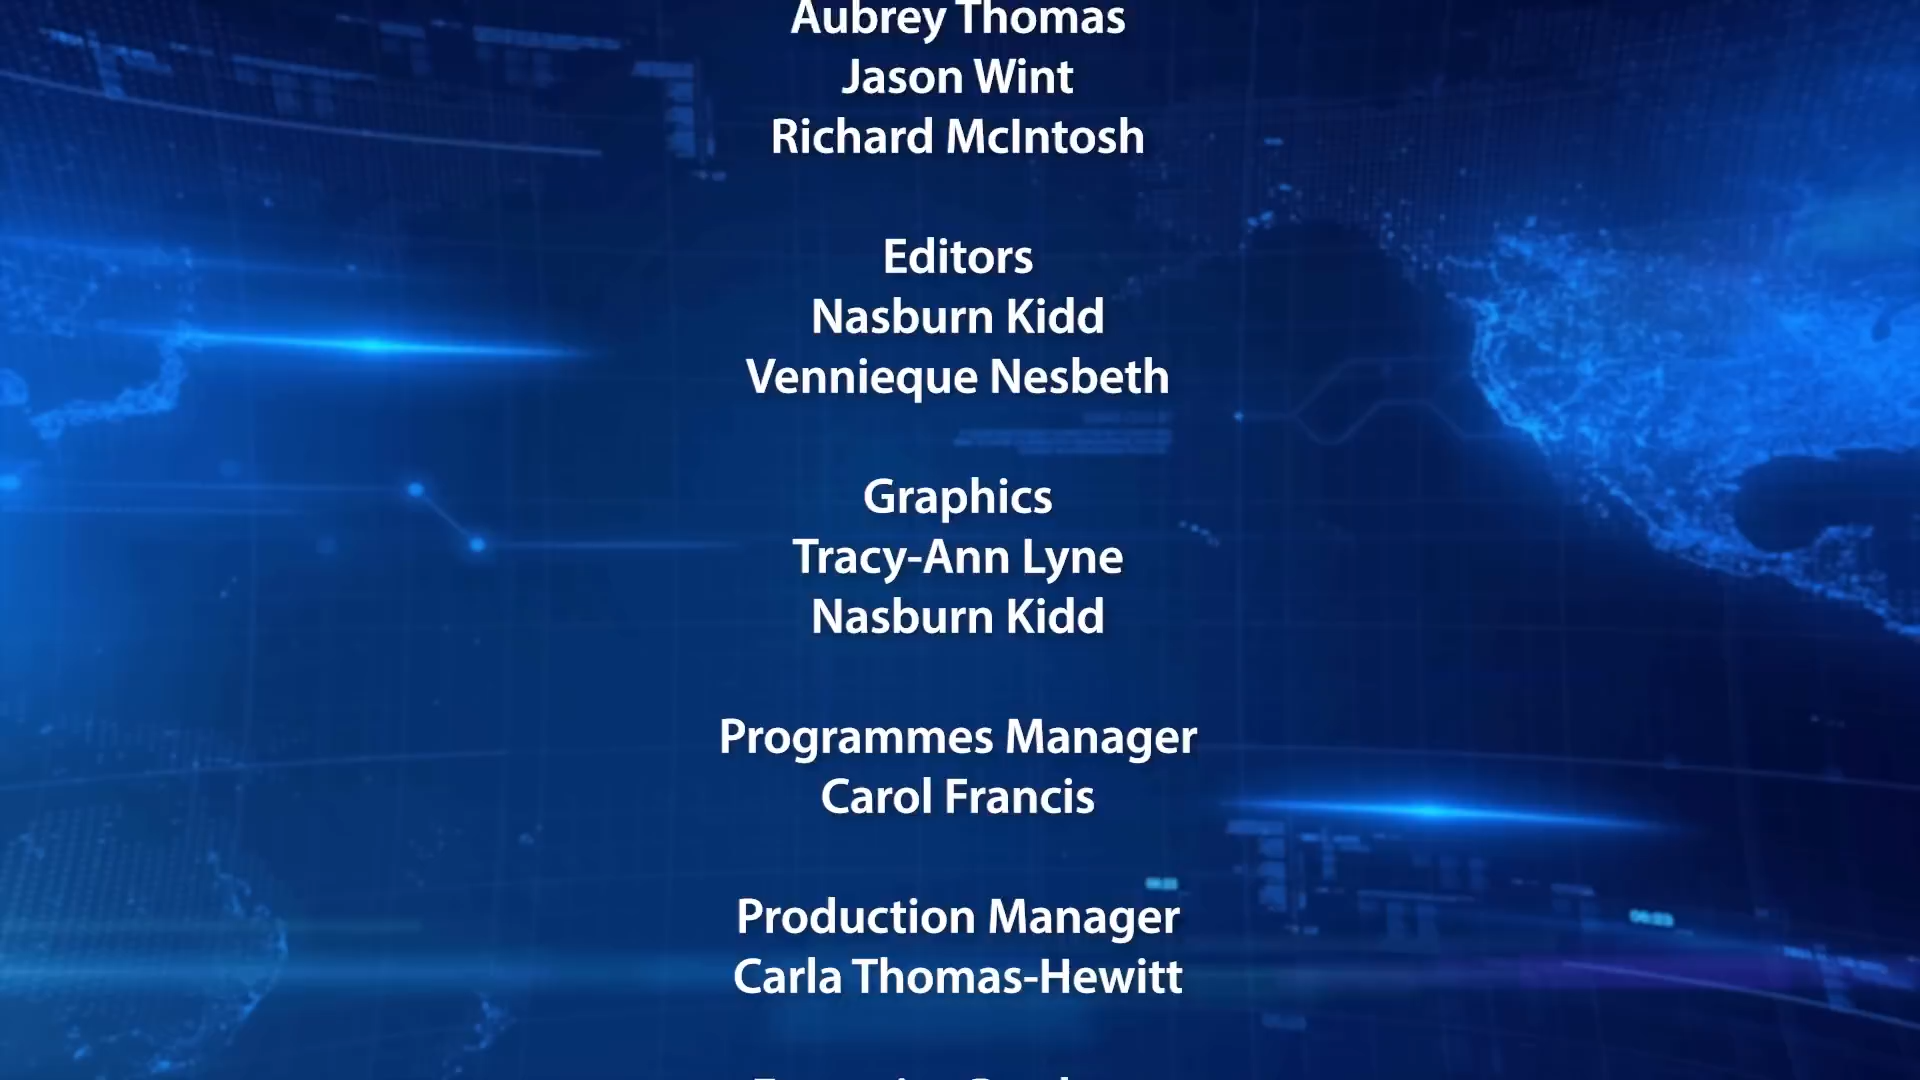 Aubrey Thomas
Jason Wint
Richard McIntosh
Editors
Nasburn Kidd
Vennieque Nesbeth
Graphics
Tracy-Ann Lyne
Nasburn Kidd
Programmes Manager
Carol Francis
Production Manager
Carla Thomas-Hewitt